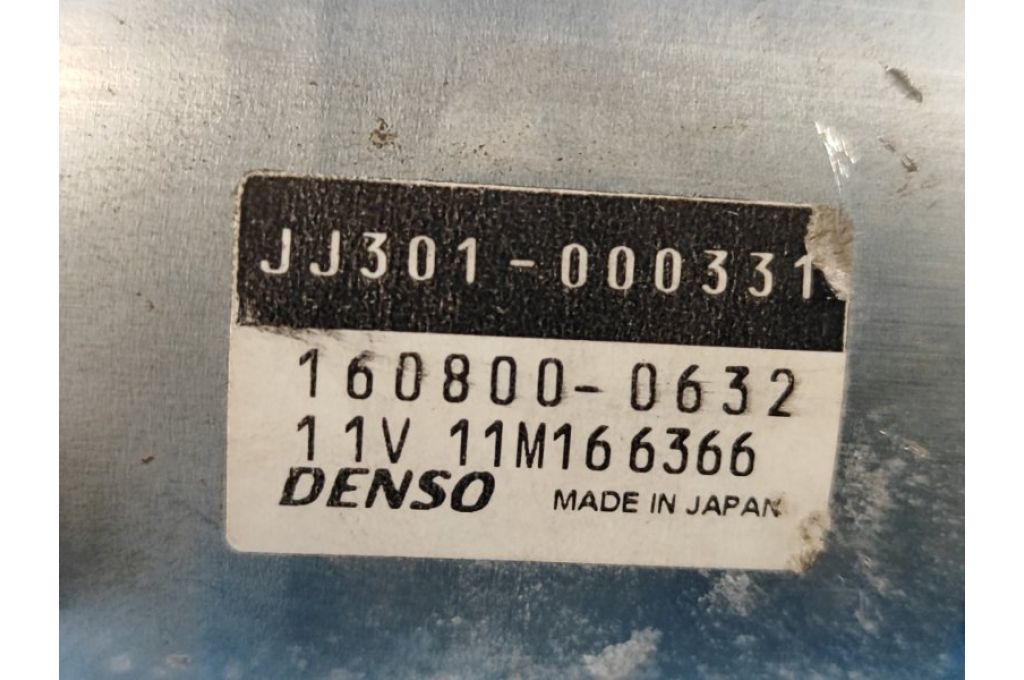 JJ301-000331
160800-0632
11V 11M166366
DENSO MADE IN JAPAN